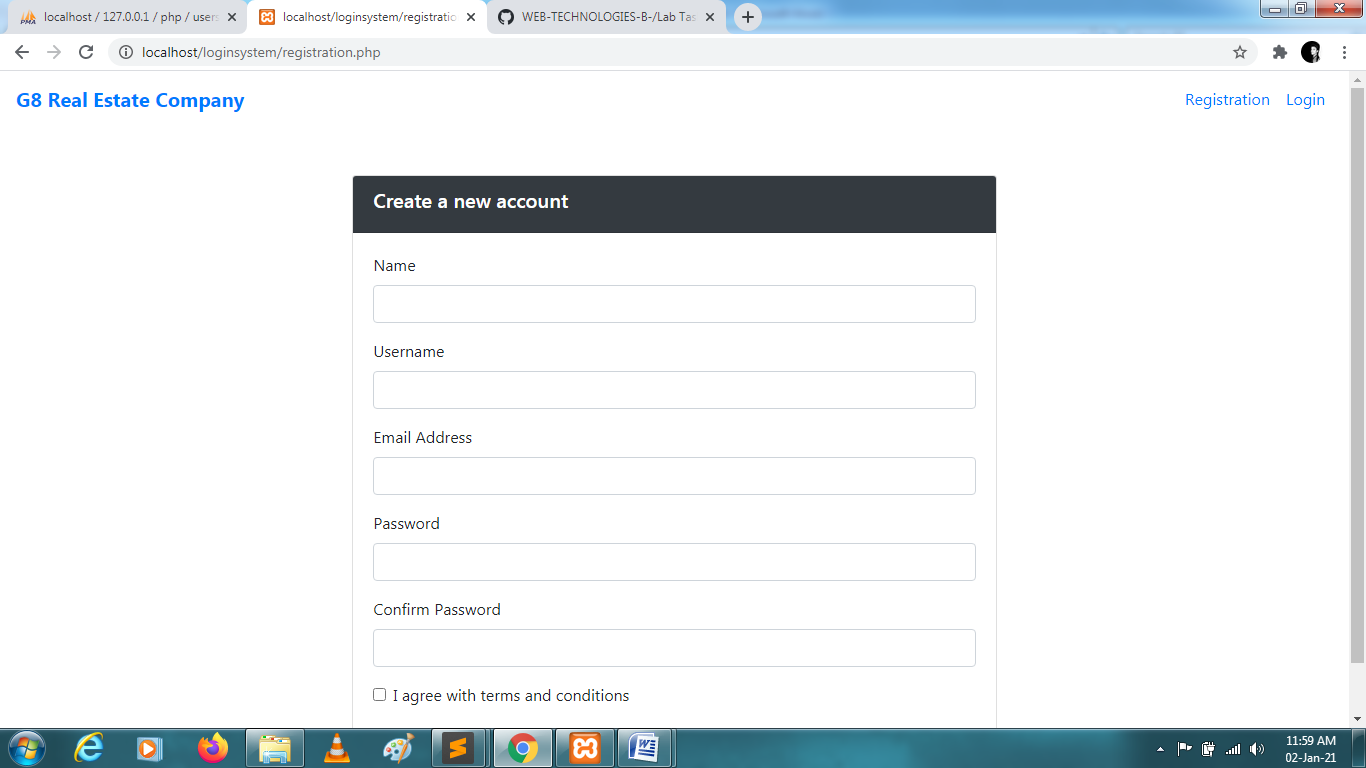 localhost / 127.0.0.1 / php / users
localhost/loginsystem/registratio
WEB-TECHNOLOGIES-B-/Lab Tas
localhost/loginsystem/registration.php
G8 Real Estate Company
Registration
Login
Create a new account
Name
Username
Email Address
Password
Confirm Password
I agree with terms and conditions
11:59 AM
02-Jan-21